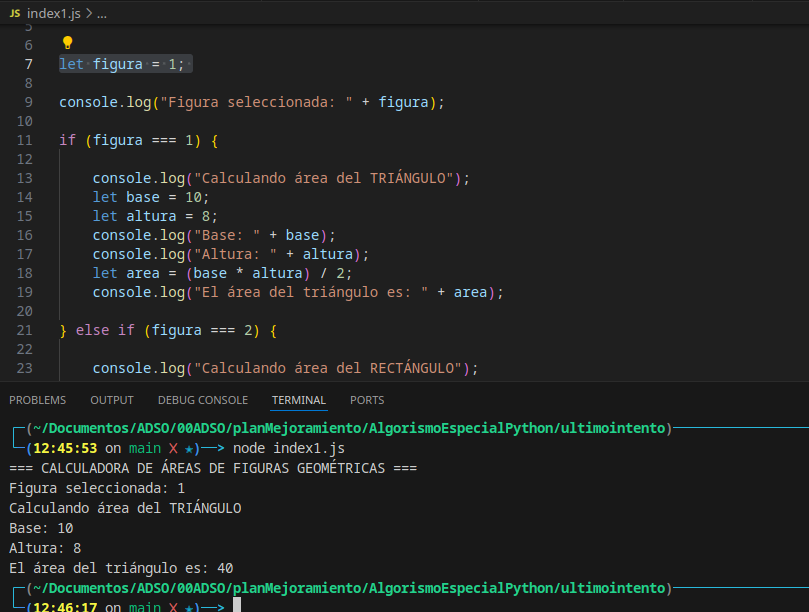 JS index1.js > ...
5
6
7 let figura = 1;
8
9 console.log("Figura seleccionada: " + figura);
10
11 if (figura === 1) {
12
13 console.log("Calculando área del TRIÁNGULO");
14 let base = 10;
15 let altura = 8;
16 console.log("Base: " + base);
17 console.log("Altura: " + altura);
18 let area = (base * altura) / 2;
19 console.log("El área del triángulo es: " + area);
20
21 } else if (figura === 2) {
22
23 console.log("Calculando área del RECTÁNGULO");
PROBLEMS OUTPUT DEBUG CONSOLE TERMINAL PORTS
(~/Documentos/ADSO/00ADSO/planMejoramiento/AlgorismoEspecialPython/ultimointento)
(12:45:53 on main ✗ ★)──> node index1.js
=== CALCULADORA DE ÁREAS DE FIGURAS GEOMÉTRICAS ===
Figura seleccionada: 1
Calculando área del TRIÁNGULO
Base: 10
Altura: 8
El área del triángulo es: 40
(~/Documentos/ADSO/00ADSO/planMejoramiento/AlgorismoEspecialPython/ultimointento)
(12:46:17 on main ✗ ★)──>